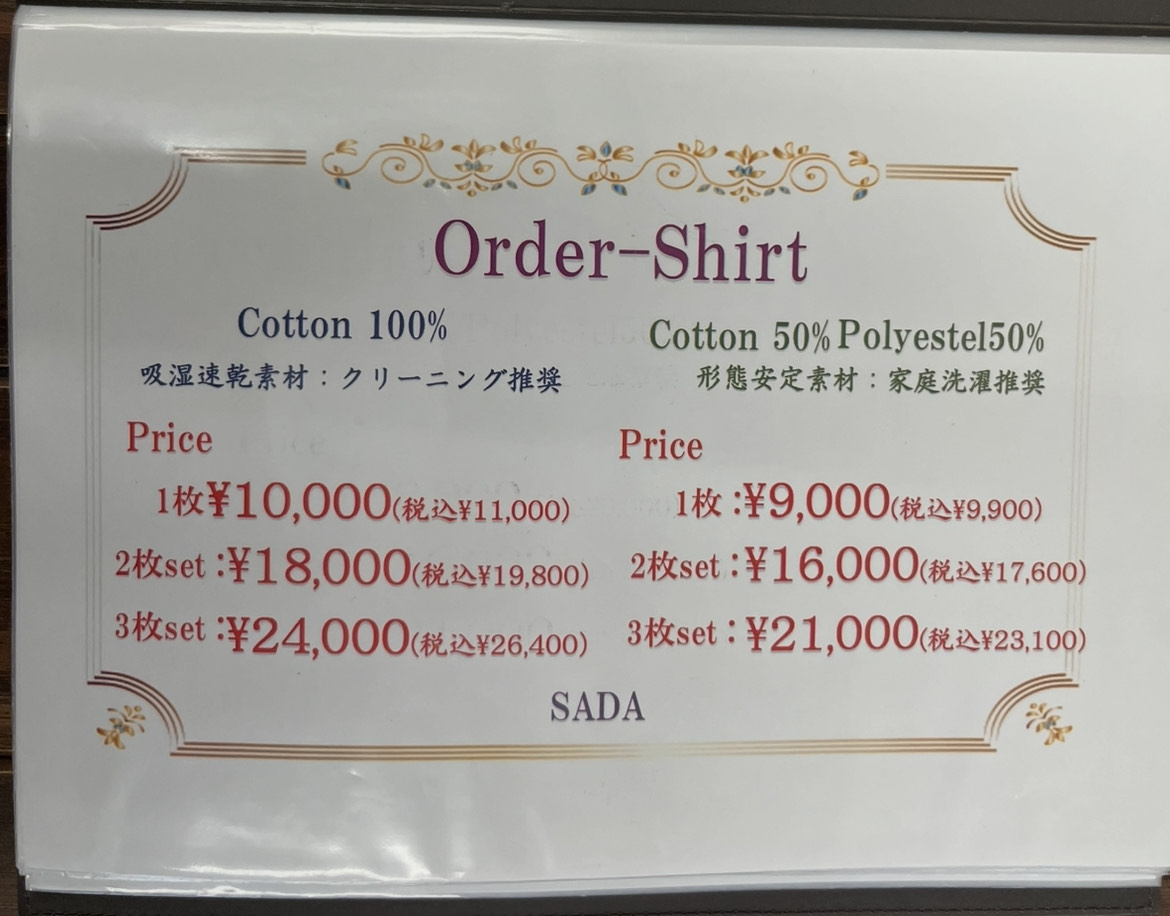 Order-Shirt
Cotton 100%
吸湿速乾素材：クリーニング推奨
Price
1枚¥10,000(税込¥11,000)
2枚set：¥18,000(税込¥19,800)
3枚set：¥24,000(税込¥26,400)
Cotton 50%Polyestel50%
形態安定素材：家庭洗濯推奨
Price
1枚：¥9,000(税込¥9,900)
2枚set：¥16,000(税込¥17,600)
3枚set：¥21,000(税込¥23,100)
SADA